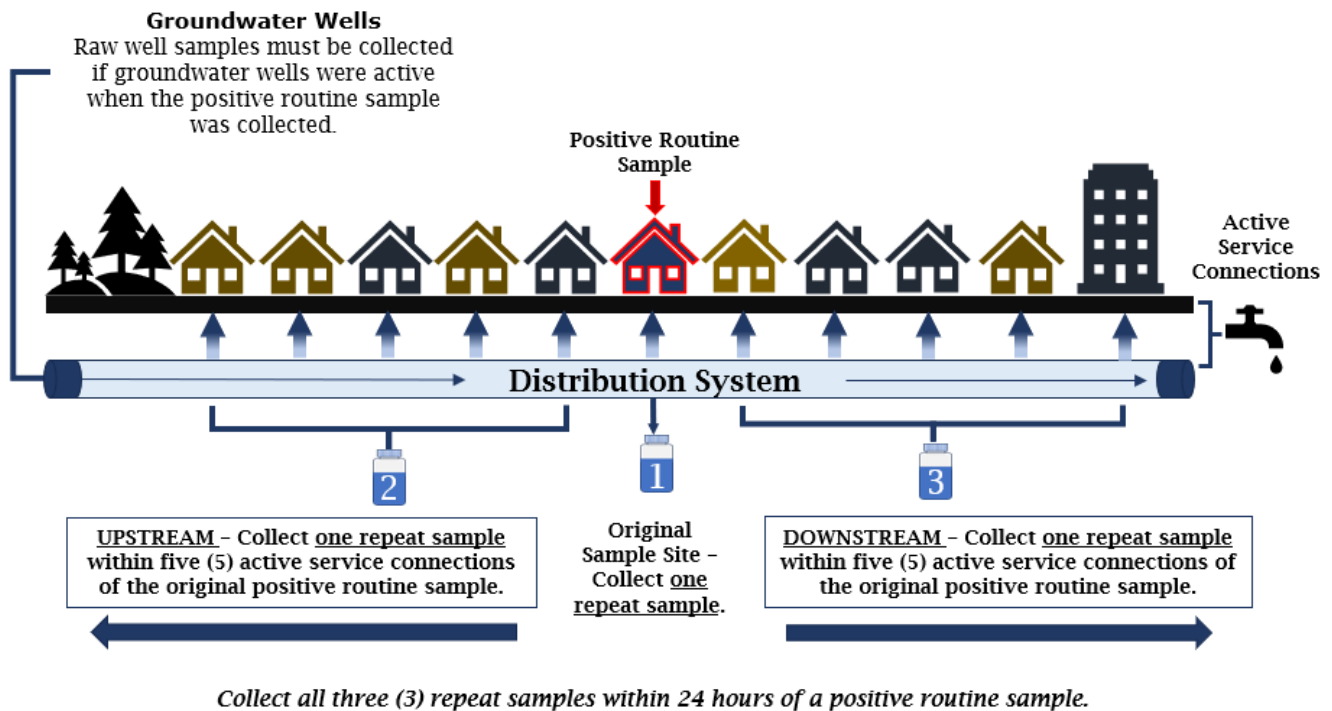 Groundwater Wells
Raw well samples must be collected
if groundwater wells were active
when the positive routine sample
was collected.
Positive Routine
Sample
Active
Service
Connections
Distribution System
2
1
3
UPSTREAM – Collect one repeat sample
within five (5) active service connections
of the original positive routine sample.
Original
Sample Site –
Collect one
repeat sample.
DOWNSTREAM – Collect one repeat sample
within five (5) active service connections of
the original positive routine sample.
Collect all three (3) repeat samples within 24 hours of a positive routine sample.